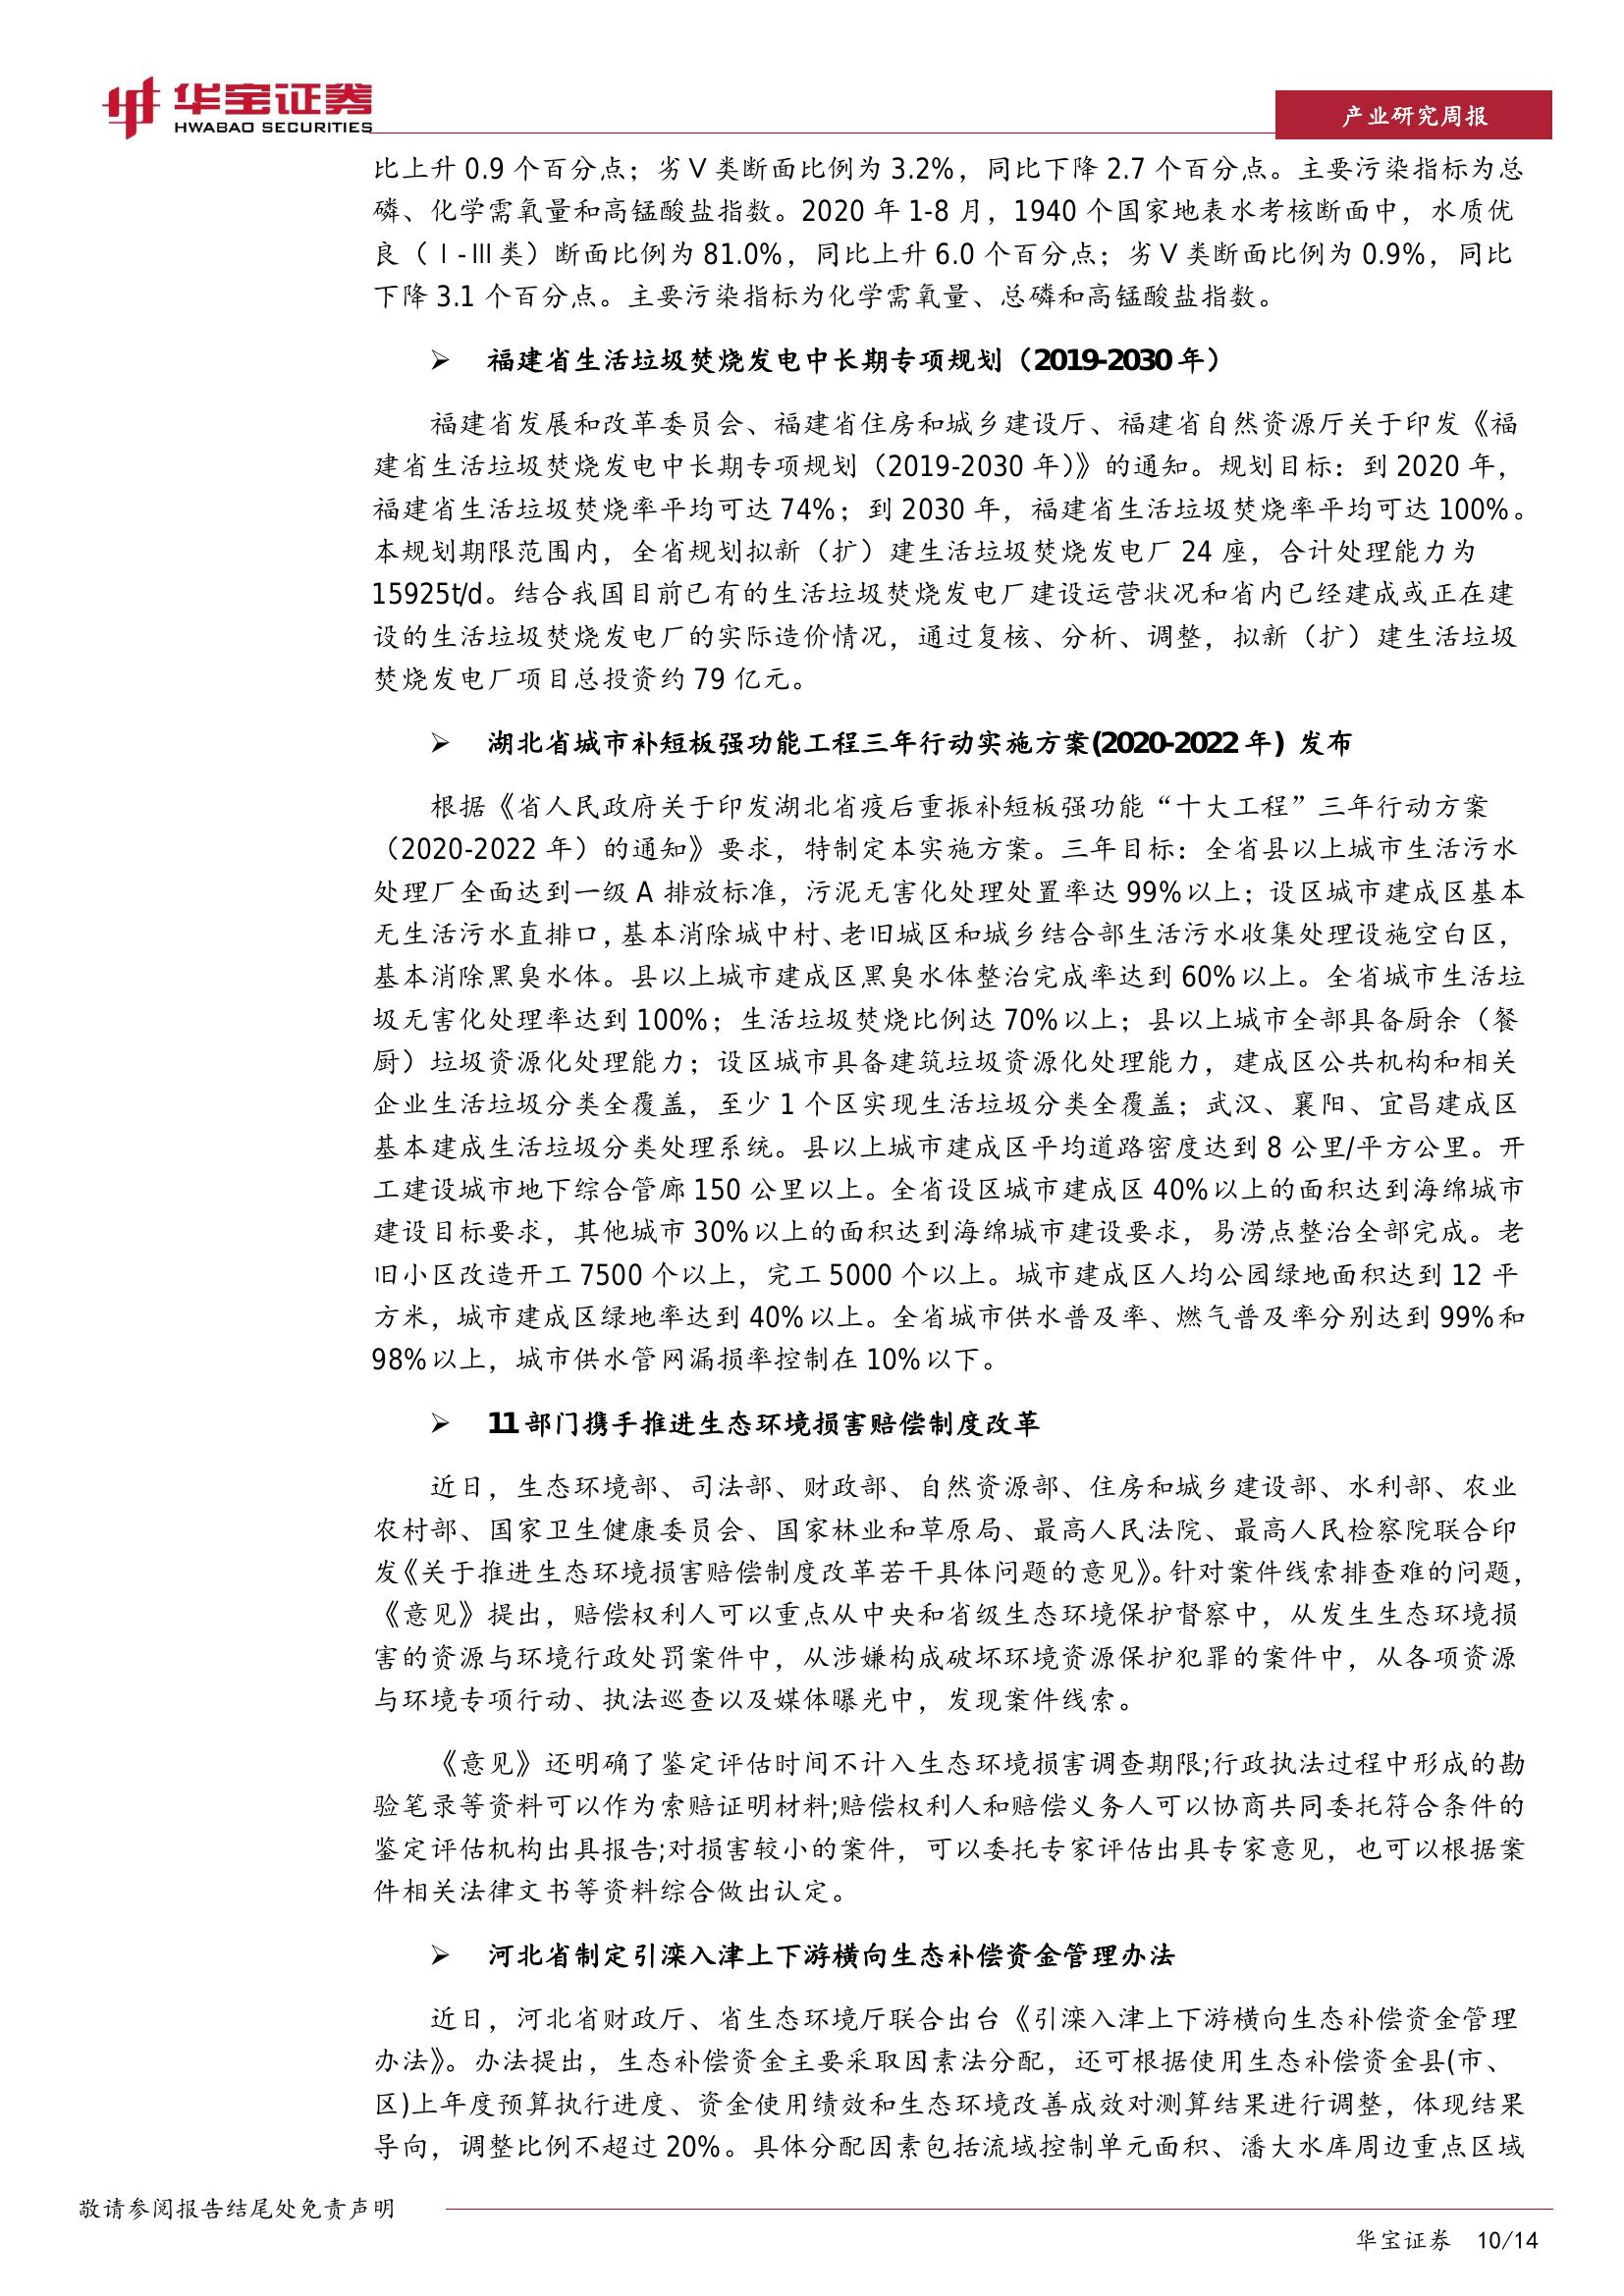 华宝证券
HWABAO SECURITIES
产业研究周报
比上升 0.9 个百分点；劣Ⅴ类断面比例为 3.2%，同比下降 2.7 个百分点。主要污染指标为总
磷、化学需氧量和高锰酸盐指数。2020 年 1-8 月，1940 个国家地表水考核断面中，水质优
良（Ⅰ-Ⅲ类）断面比例为 81.0%，同比上升 6.0 个百分点；劣Ⅴ类断面比例为 0.9%，同比
下降 3.1 个百分点。主要污染指标为化学需氧量、总磷和高锰酸盐指数。
➢ 福建省生活垃圾焚烧发电中长期专项规划（2019-2030 年）
福建省发展和改革委员会、福建省住房和城乡建设厅、福建省自然资源厅关于印发《福
建省生活垃圾焚烧发电中长期专项规划（2019-2030 年）》的通知。规划目标：到 2020 年，
福建省生活垃圾焚烧率平均可达 74%；到 2030 年，福建省生活垃圾焚烧率平均可达 100%。
本规划期限范围内，全省规划拟新（扩）建生活垃圾焚烧发电厂 24 座，合计处理能力为
15925t/d。结合我国目前已有的生活垃圾焚烧发电厂建设运营状况和省内已经建成或正在建
设的生活垃圾焚烧发电厂的实际造价情况，通过复核、分析、调整，拟新（扩）建生活垃圾
焚烧发电厂项目总投资约 79 亿元。
➢ 湖北省城市补短板强功能工程三年行动实施方案(2020-2022 年) 发布
根据《省人民政府关于印发湖北省疫后重振补短板强功能“十大工程”三年行动方案
（2020-2022 年）的通知》要求，特制定本实施方案。三年目标：全省县以上城市生活污水
处理厂全面达到一级 A 排放标准，污泥无害化处理处置率达 99%以上；设区城市建成区基本
无生活污水直排口，基本消除城中村、老旧城区和城乡结合部生活污水收集处理设施空白区，
基本消除黑臭水体。县以上城市建成区黑臭水体整治完成率达到 60%以上。全省城市生活垃
圾无害化处理率达到 100%；生活垃圾焚烧比例达 70%以上；县以上城市全部具备厨余（餐
厨）垃圾资源化处理能力；设区城市具备建筑垃圾资源化处理能力，建成区公共机构和相关
企业生活垃圾分类全覆盖，至少 1 个区实现生活垃圾分类全覆盖；武汉、襄阳、宜昌建成区
基本建成生活垃圾分类处理系统。县以上城市建成区平均道路密度达到 8 公里/平方公里。开
工建设城市地下综合管廊 150 公里以上。全省设区城市建成区 40%以上的面积达到海绵城市
建设目标要求，其他城市 30%以上的面积达到海绵城市建设要求，易涝点整治全部完成。老
旧小区改造开工 7500 个以上，完工 5000 个以上。城市建成区人均公园绿地面积达到 12 平
方米，城市建成区绿地率达到 40%以上。全省城市供水普及率、燃气普及率分别达到 99%和
98%以上，城市供水管网漏损率控制在 10%以下。
➢ 11 部门携手推进生态环境损害赔偿制度改革
近日，生态环境部、司法部、财政部、自然资源部、住房和城乡建设部、水利部、农业
农村部、国家卫生健康委员会、国家林业和草原局、最高人民法院、最高人民检察院联合印
发《关于推进生态环境损害赔偿制度改革若干具体问题的意见》。针对案件线索排查难的问题，
《意见》提出，赔偿权利人可以重点从中央和省级生态环境保护督察中，从发生生态环境损
害的资源与环境行政处罚案件中，从涉嫌构成破坏环境资源保护犯罪的案件中，从各项资源
与环境专项行动、执法巡查以及媒体曝光中，发现案件线索。
《意见》还明确了鉴定评估时间不计入生态环境损害调查期限;行政执法过程中形成的勘
验笔录等资料可以作为索赔证明材料;赔偿权利人和赔偿义务人可以协商共同委托符合条件的
鉴定评估机构出具报告;对损害较小的案件，可以委托专家评估出具专家意见，也可以根据案
件相关法律文书等资料综合做出认定。
➢ 河北省制定引滦入津上下游横向生态补偿资金管理办法
近日，河北省财政厅、省生态环境厅联合出台《引滦入津上下游横向生态补偿资金管理
办法》。办法提出，生态补偿资金主要采取因素法分配，还可根据使用生态补偿资金县(市、
区)上年度预算执行进度、资金使用绩效和生态环境改善成效对测算结果进行调整，体现结果
导向，调整比例不超过 20%。具体分配因素包括流域控制单元面积、潘大水库周边重点区域
敬请参阅报告结尾处免责声明
华宝证券 10/14